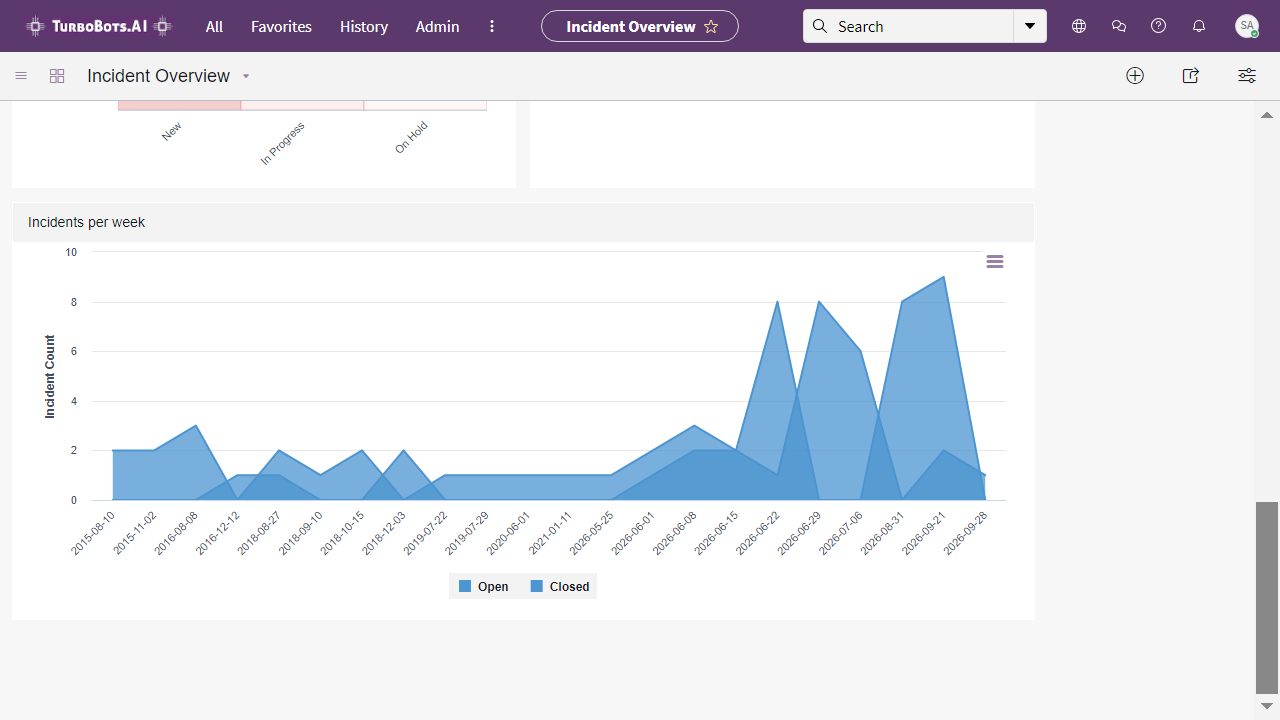 TURBOBOTS.AI All Favorites History Admin Incident Overview Search SA
Incident Overview
New In Progress On Hold
Incidents per week
10
8
6
4
2
0
Incident Count
2015-08-10 2015-11-02 2016-08-08 2016-12-12 2018-08-27 2018-09-10 2018-10-15 2018-12-03 2019-07-22 2019-07-29 2020-06-01 2021-01-11 2026-05-25 2026-06-01 2026-06-08 2026-06-15 2026-06-22 2026-06-29 2026-07-06 2026-08-31 2026-09-21 2026-09-28
Open Closed